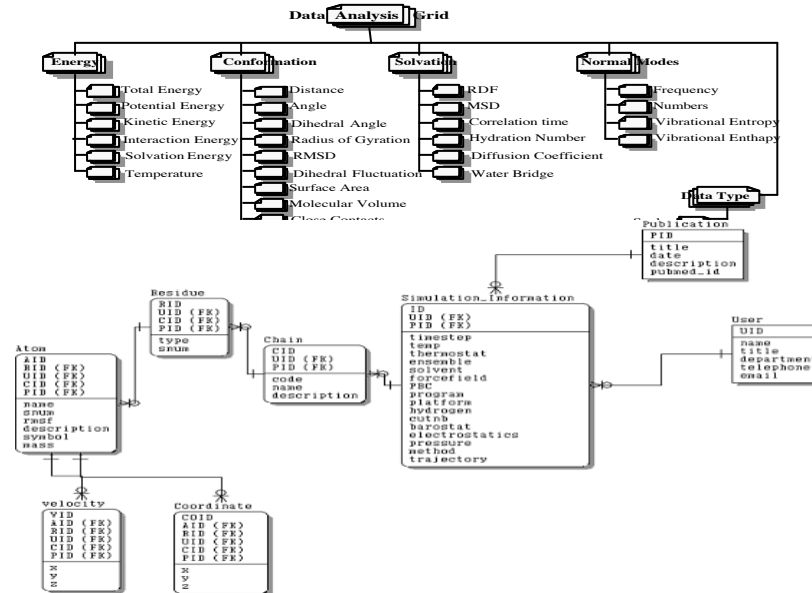 Data Analysis Grid
Energy
Total Energy
Potential Energy
Kinetic Energy
Interaction Energy
Solvation Energy
Temperature
Conformation
Distance
Angle
Dihedral Angle
Radius of Gyration
RMSD
Dihedral Fluctuation
Surface Area
Molecular Volume
Close Contacts
Solvation
RDF
MSD
Correlation time
Hydration Number
Diffusion Coefficient
Water Bridge
Normal Modes
Frequency
Numbers
Vibrational Entropy
Vibrational Enthapy
Data Type
Publication
PID
title
date
description
pubmed_id
Residue
RID
UID (FK)
CID (FK)
PID (FK)
type
snum
Simulation_Information
ID
UID (FK)
PID (FK)
timestep
temp
thermostat
ensemble
solvent
forcefield
PBC
program
platform
hydrogen
cutnb
barostat
electrostatics
pressure
method
trajectory
User
UID
name
title
department
telephone
email
Chain
CID
UID (FK)
PID (FK)
code
name
description
Atom
AID
RID (FK)
UID (FK)
CID (FK)
PID (FK)
name
snum
rmsf
description
symbol
mass
velocity
VID
AID (FK)
RID (FK)
UID (FK)
CID (FK)
PID (FK)
x
y
z
Coordinate
COID
AID (FK)
RID (FK)
UID (FK)
CID (FK)
PID (FK)
x
y
z